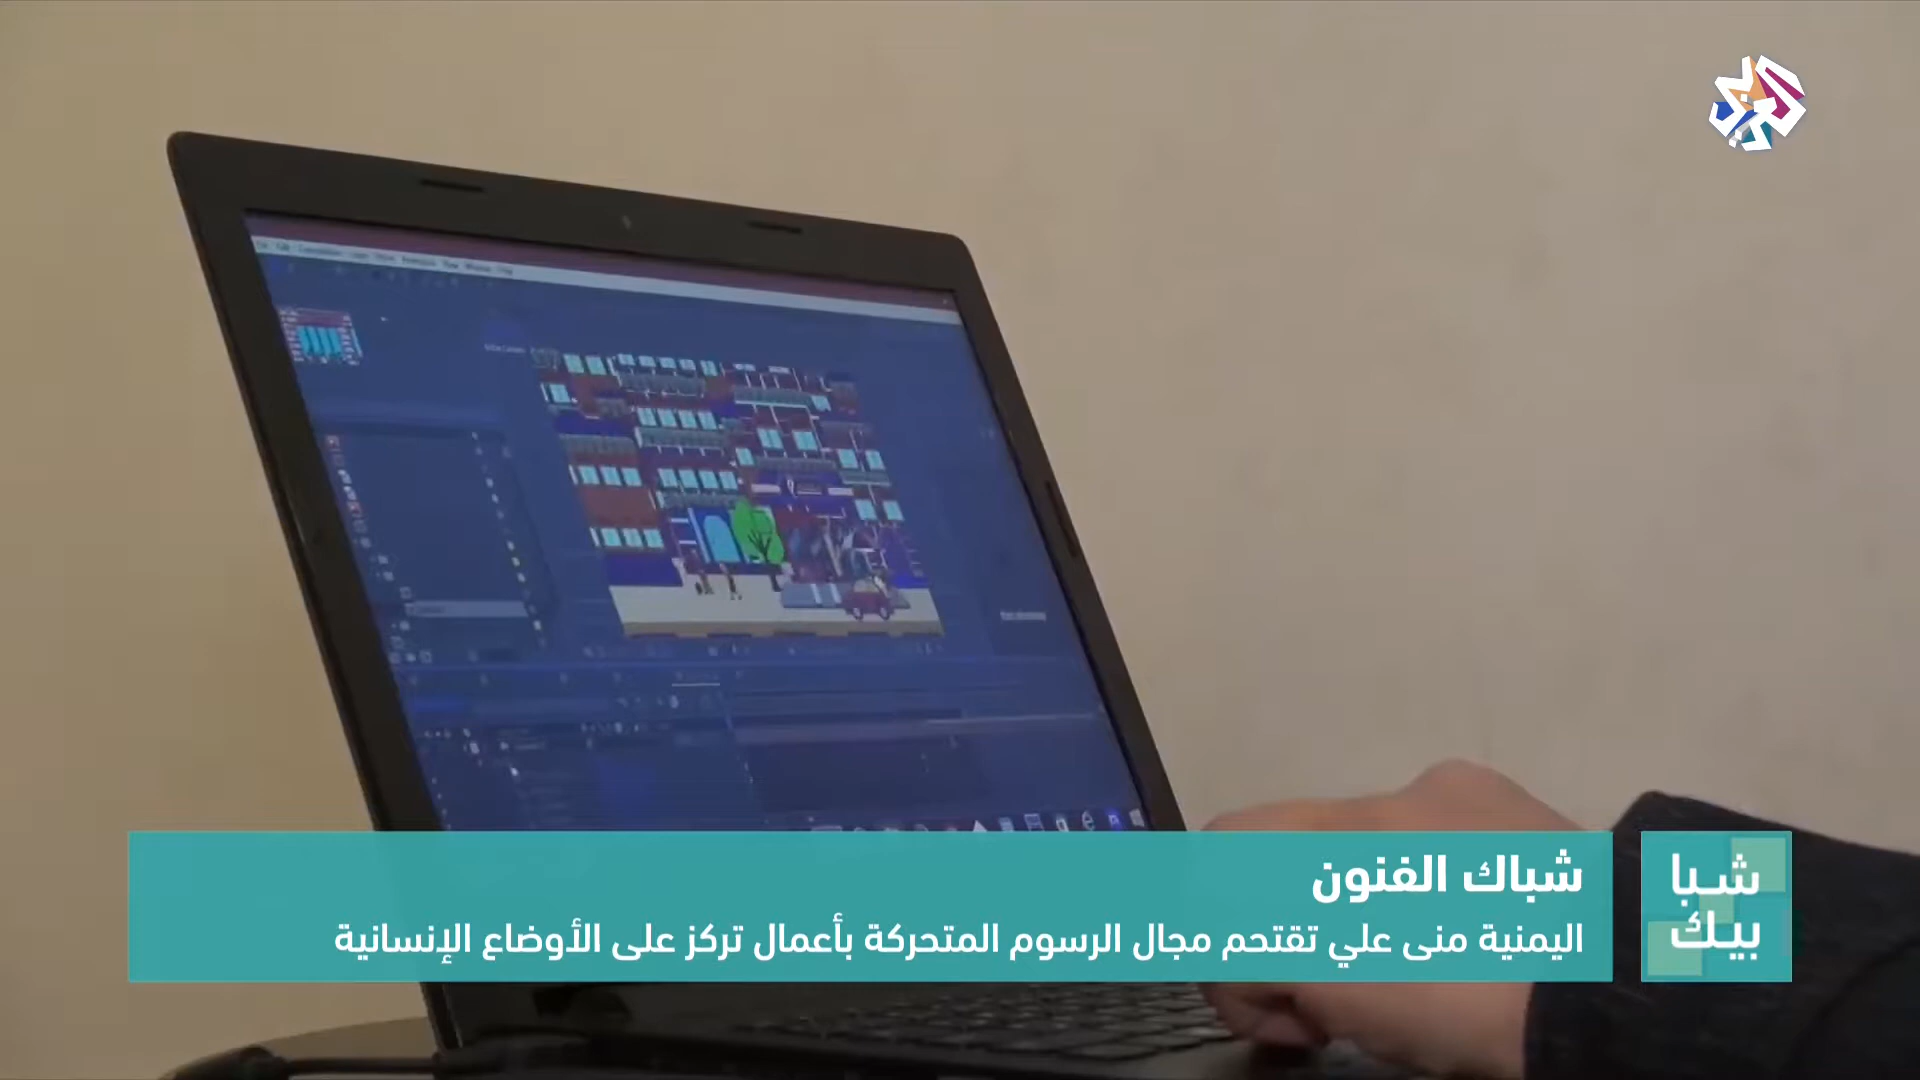 شباك الفنون
اليمنية منى علي تقتحم مجال الرسوم المتحركة بأعمال تركز على الأوضاع الإنسانية
شبا
بيك